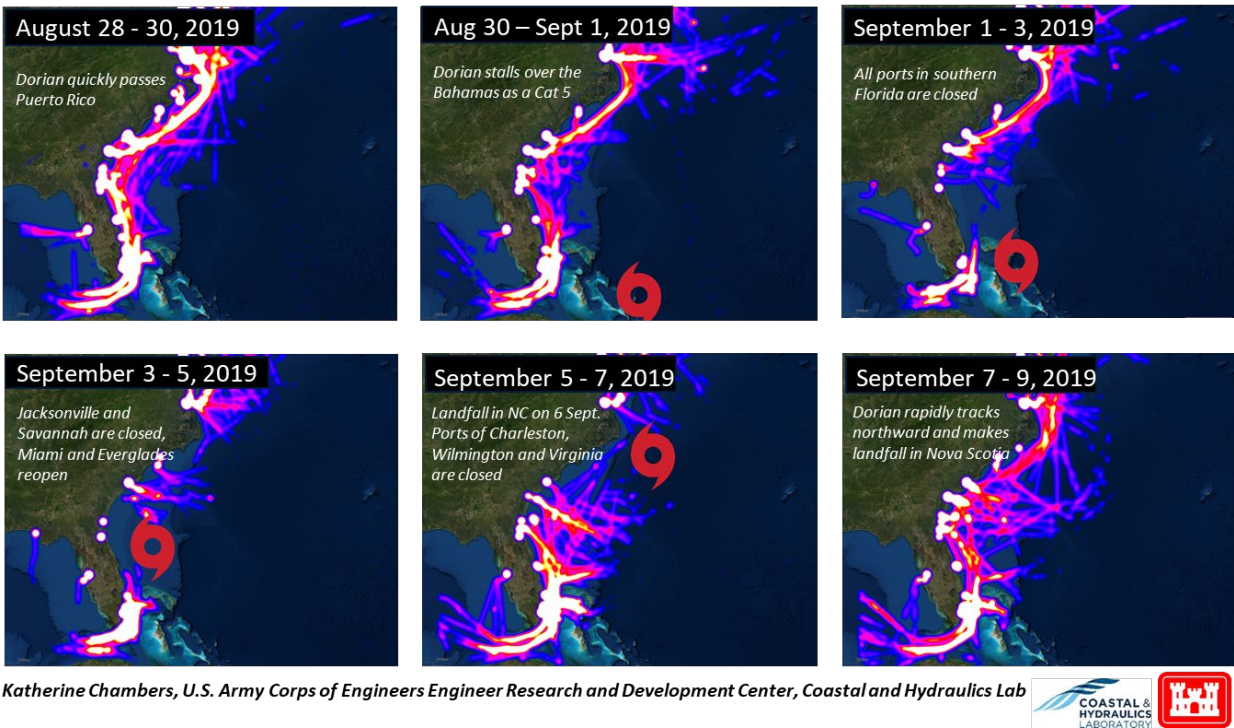 August 28 - 30, 2019
Dorian quickly passes
Puerto Rico
Aug 30 – Sept 1, 2019
Dorian stalls over the
Bahamas as a Cat 5
September 1 - 3, 2019
All ports in southern
Florida are closed
September 3 - 5, 2019
Jacksonville and
Savannah are closed,
Miami and Everglades
reopen
September 5 - 7, 2019
Landfall in NC on 6 Sept.
Ports of Charleston,
Wilmington and Virginia
are closed
September 7 - 9, 2019
Dorian rapidly tracks
northward and makes
landfall in Nova Scotia
Katherine Chambers, U.S. Army Corps of Engineers Engineer Research and Development Center, Coastal and Hydraulics Lab
COASTAL &
HYDRAULICS
LABORATORY